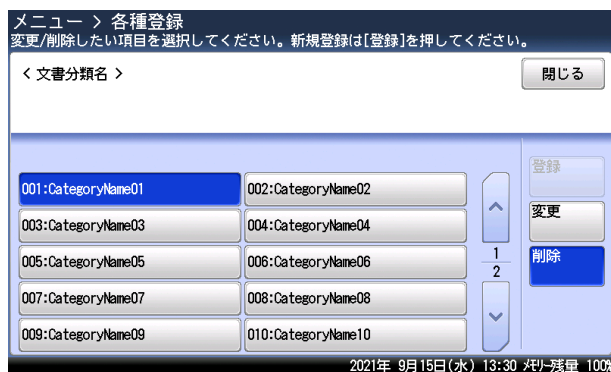 メニュー > 各種登録
変更/削除したい項目を選択してください。新規登録は[登録]を押してください。
< 文書分類名 >
閉じる
登録
001:CategoryName01
002:CategoryName02
変更
003:CategoryName03
004:CategoryName04
削除
005:CategoryName05
006:CategoryName06
1
2
007:CategoryName07
008:CategoryName08
009:CategoryName09
010:CategoryName10
2021年 9月15日(水) 13:30 ﾒﾓﾘｰ残量 100%